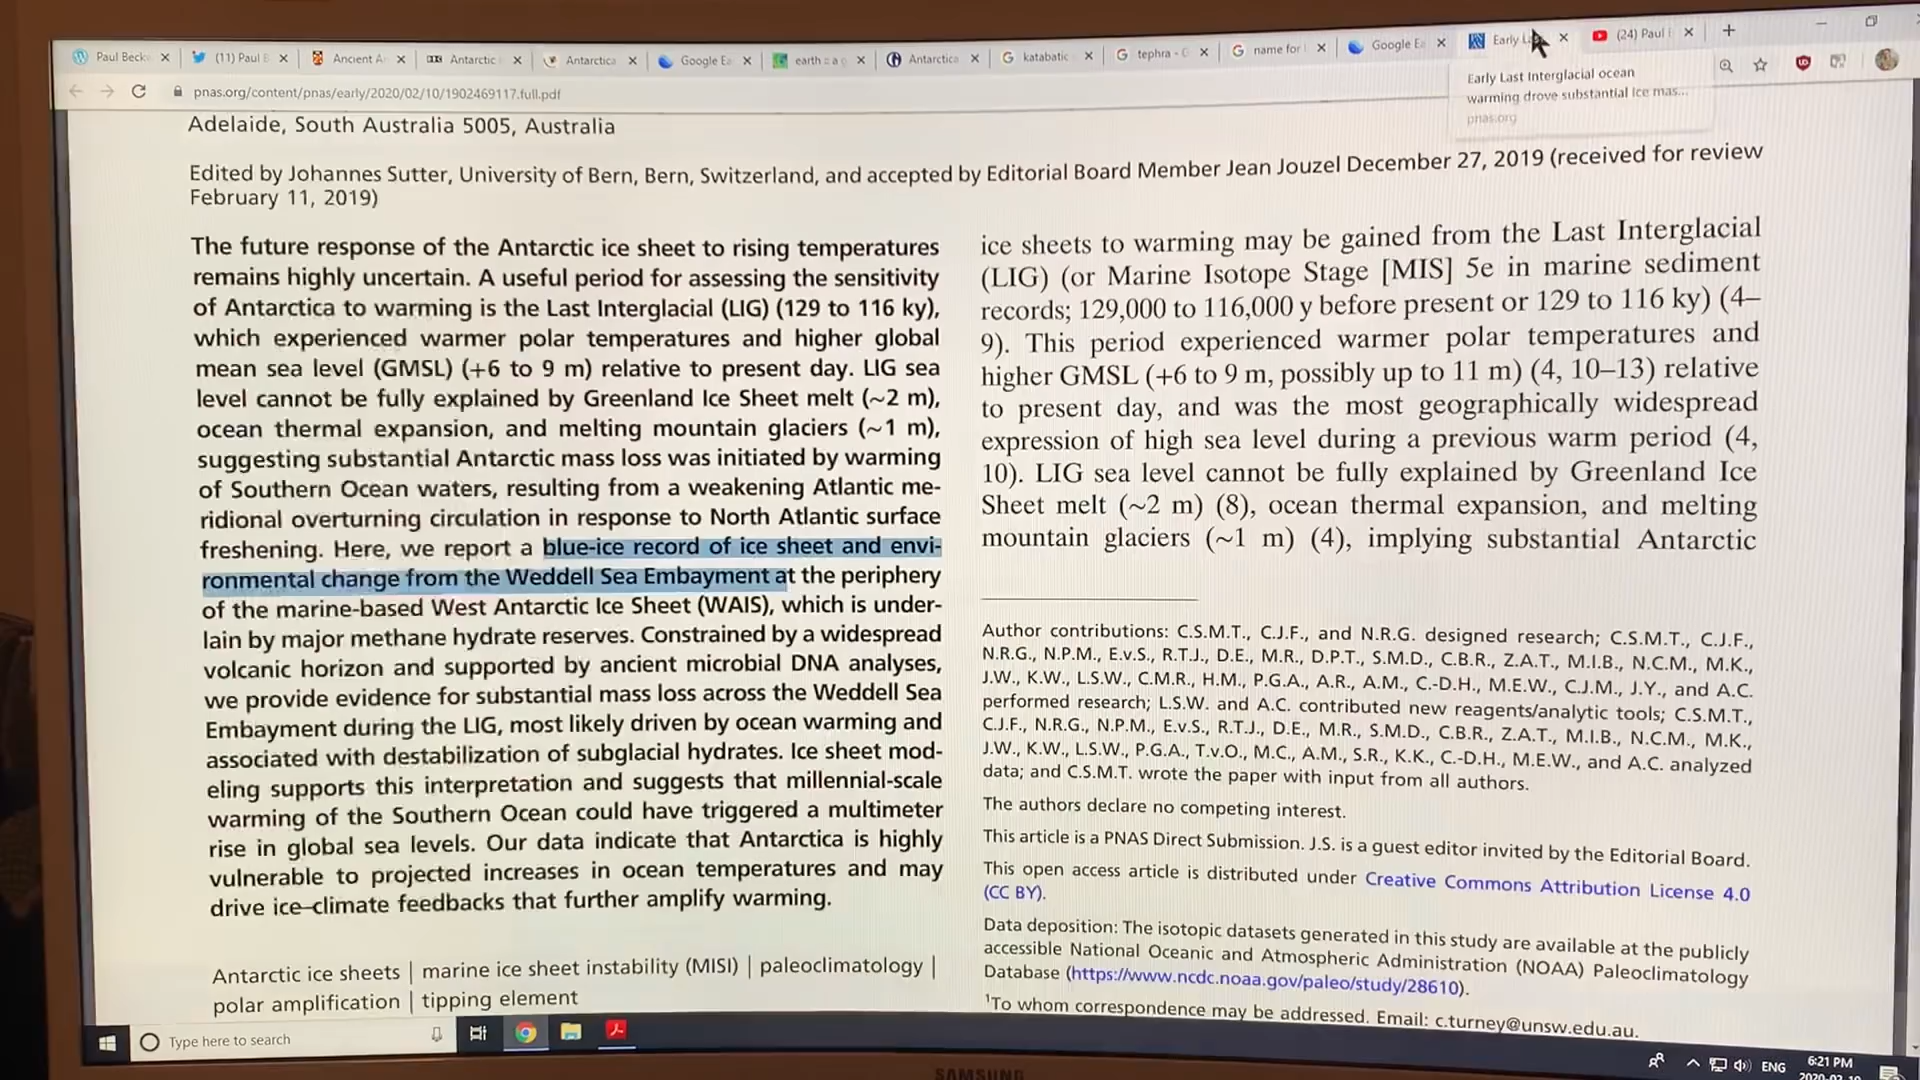 Paul Beck
(11) Paul B
Ancient A
Antarctic
Antarctica
Google Ea
earth :: a g
Antarctica
katabatic
tephra - G
name for
Google Ea
Early La
(24) Paul B
pnas.org/content/pnas/early/2020/02/10/1902469117.full.pdf
Early Last Interglacial ocean
warming drove substantial ice mas...
pnas.org
Adelaide, South Australia 5005, Australia
Edited by Johannes Sutter, University of Bern, Bern, Switzerland, and accepted by Editorial Board Member Jean Jouzel December 27, 2019 (received for review
February 11, 2019)
The future response of the Antarctic ice sheet to rising temperatures
remains highly uncertain. A useful period for assessing the sensitivity
of Antarctica to warming is the Last Interglacial (LIG) (129 to 116 ky),
which experienced warmer polar temperatures and higher global
mean sea level (GMSL) (+6 to 9 m) relative to present day. LIG sea
level cannot be fully explained by Greenland Ice Sheet melt (~2 m),
ocean thermal expansion, and melting mountain glaciers (~1 m),
suggesting substantial Antarctic mass loss was initiated by warming
of Southern Ocean waters, resulting from a weakening Atlantic me-
ridional overturning circulation in response to North Atlantic surface
freshening. Here, we report a blue-ice record of ice sheet and envi-
ronmental change from the Weddell Sea Embayment at the periphery
of the marine-based West Antarctic Ice Sheet (WAIS), which is under-
lain by major methane hydrate reserves. Constrained by a widespread
volcanic horizon and supported by ancient microbial DNA analyses,
we provide evidence for substantial mass loss across the Weddell Sea
Embayment during the LIG, most likely driven by ocean warming and
associated with destabilization of subglacial hydrates. Ice sheet mod-
eling supports this interpretation and suggests that millennial-scale
warming of the Southern Ocean could have triggered a multimeter
rise in global sea levels. Our data indicate that Antarctica is highly
vulnerable to projected increases in ocean temperatures and may
drive ice–climate feedbacks that further amplify warming.
Antarctic ice sheets | marine ice sheet instability (MISI) | paleoclimatology |
polar amplification | tipping element
ice sheets to warming may be gained from the Last Interglacial
(LIG) (or Marine Isotope Stage [MIS] 5e in marine sediment
records; 129,000 to 116,000 y before present or 129 to 116 ky) (4–
9). This period experienced warmer polar temperatures and
higher GMSL (+6 to 9 m, possibly up to 11 m) (4, 10–13) relative
to present day, and was the most geographically widespread
expression of high sea level during a previous warm period (4,
10). LIG sea level cannot be fully explained by Greenland Ice
Sheet melt (~2 m) (8), ocean thermal expansion, and melting
mountain glaciers (~1 m) (4), implying substantial Antarctic
Author contributions: C.S.M.T., C.J.F., and N.R.G. designed research; C.S.M.T., C.J.F.,
N.R.G., N.P.M., E.v.S., R.T.J., D.E., M.R., D.P.T., S.M.D., C.B.R., Z.A.T., M.I.B., N.C.M., M.K.,
J.W., K.W., L.S.W., C.M.R., H.M., P.G.A., A.R., A.M., C.-D.H., M.E.W., C.J.M., J.Y., and A.C.
performed research; L.S.W. and A.C. contributed new reagents/analytic tools; C.S.M.T.,
C.J.F., N.R.G., N.P.M., E.v.S., R.T.J., D.E., M.R., S.M.D., C.B.R., Z.A.T., M.I.B., N.C.M., M.K.,
J.W., K.W., L.S.W., P.G.A., T.v.O., M.C., A.M., S.R., K.K., C.-D.H., M.E.W., and A.C. analyzed
data; and C.S.M.T. wrote the paper with input from all authors.
The authors declare no competing interest.
This article is a PNAS Direct Submission. J.S. is a guest editor invited by the Editorial Board.
This open access article is distributed under Creative Commons Attribution License 4.0
(CC BY).
Data deposition: The isotopic datasets generated in this study are available at the publicly
accessible National Oceanic and Atmospheric Administration (NOAA) Paleoclimatology
Database (https://www.ncdc.noaa.gov/paleo/study/28610).
1To whom correspondence may be addressed. Email: c.turney@unsw.edu.au.
Type here to search
ENG
6:21 PM
2020-02-10
SAMSUNG